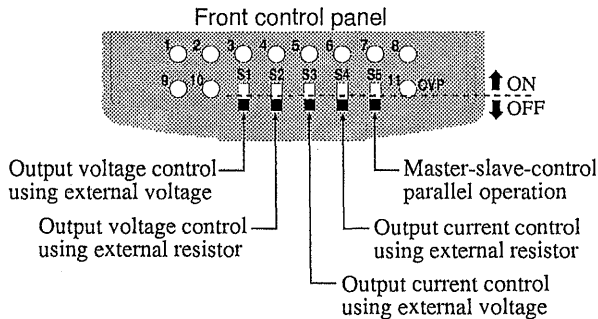 Front control panel
1 2 3 4 5 6 7 8
9 10 S1 S2 S3 S4 S5 11 OVP
ON
OFF
Output voltage control
using external voltage
Master-slave-control
parallel operation
Output voltage control
using external resistor
Output current control
using external resistor
Output current control
using external voltage